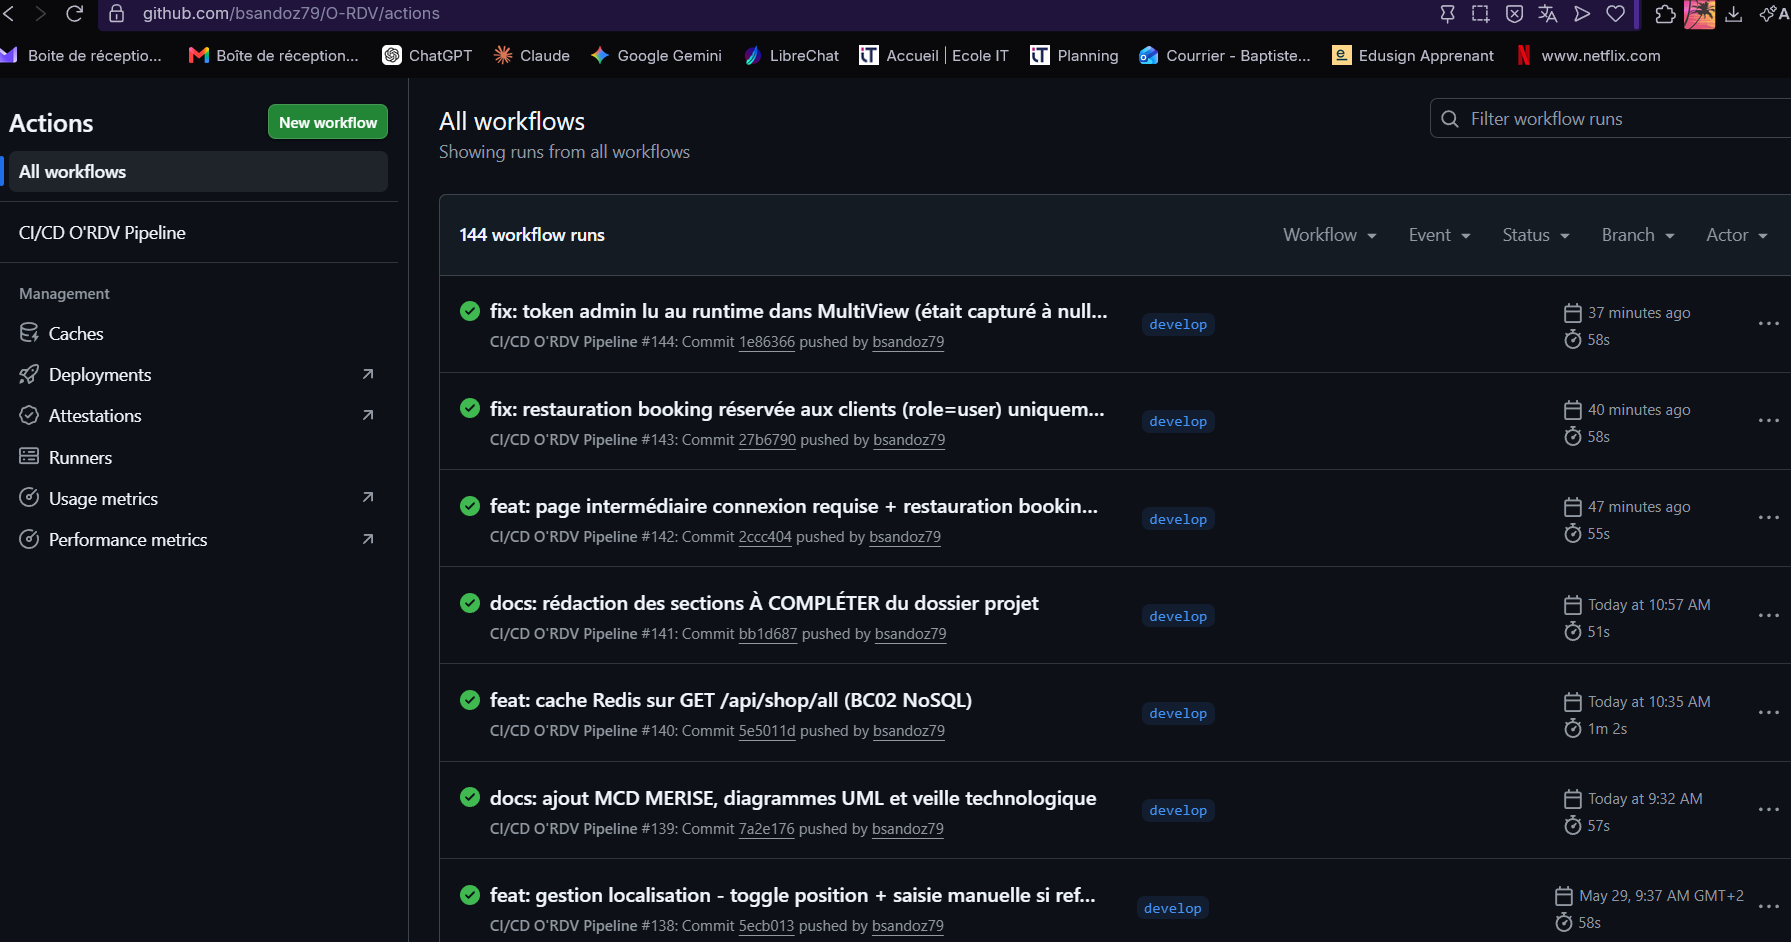 github.com/bsandoz79/O-RDV/actions
Boite de réceptio...
Boîte de réception...
ChatGPT
Claude
Google Gemini
LibreChat
Accueil | Ecole IT
Planning
Courrier - Baptiste...
Edusign Apprenant
www.netflix.com
Actions
New workflow
All workflows
CI/CD O'RDV Pipeline
Management
Caches
Deployments
Attestations
Runners
Usage metrics
Performance metrics
All workflows
Showing runs from all workflows
Filter workflow runs
144 workflow runs
Workflow
Event
Status
Branch
Actor
fix: token admin lu au runtime dans MultiView (était capturé à null...
CI/CD O'RDV Pipeline #144: Commit 1e86366 pushed by bsandoz79
develop
37 minutes ago
58s
fix: restauration booking réservée aux clients (role=user) uniquem...
CI/CD O'RDV Pipeline #143: Commit 27b6790 pushed by bsandoz79
develop
40 minutes ago
58s
feat: page intermédiaire connexion requise + restauration bookin...
CI/CD O'RDV Pipeline #142: Commit 2ccc404 pushed by bsandoz79
develop
47 minutes ago
55s
docs: rédaction des sections À COMPLÉTER du dossier projet
CI/CD O'RDV Pipeline #141: Commit bb1d687 pushed by bsandoz79
develop
Today at 10:57 AM
51s
feat: cache Redis sur GET /api/shop/all (BC02 NoSQL)
CI/CD O'RDV Pipeline #140: Commit 5e5011d pushed by bsandoz79
develop
Today at 10:35 AM
1m 2s
docs: ajout MCD MERISE, diagrammes UML et veille technologique
CI/CD O'RDV Pipeline #139: Commit 7a2e176 pushed by bsandoz79
develop
Today at 9:32 AM
57s
feat: gestion localisation - toggle position + saisie manuelle si ref...
CI/CD O'RDV Pipeline #138: Commit 5ecb013 pushed by bsandoz79
develop
May 29, 9:37 AM GMT+2
58s